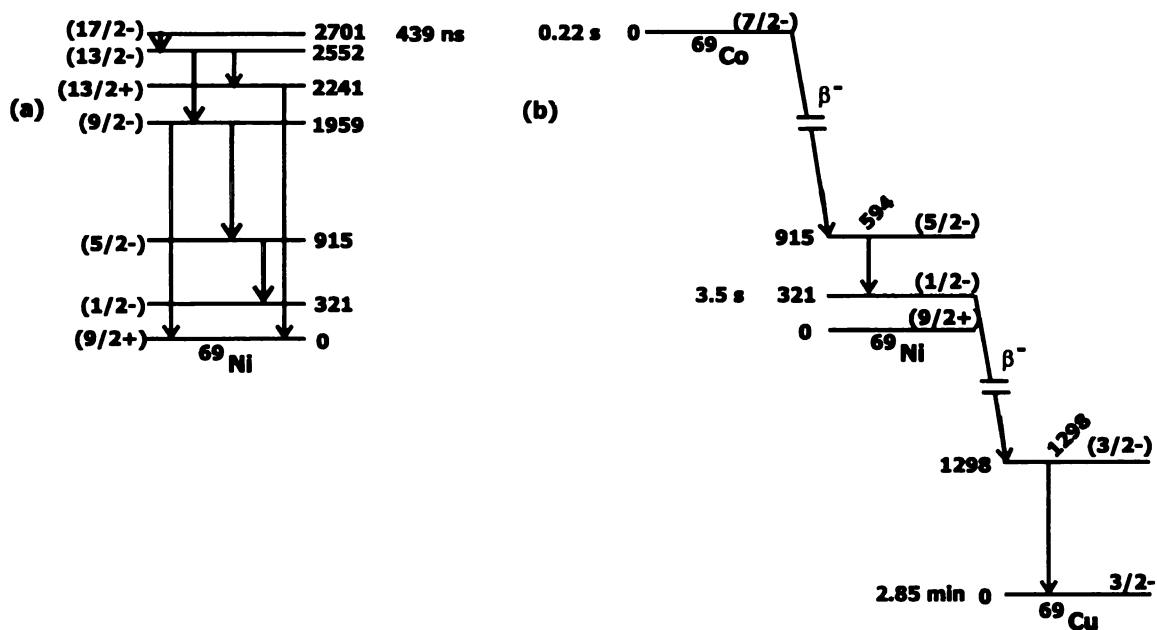 (a)
(17/2-) 2701 439 ns
(13/2-) 2552
(13/2+) 2241
(9/2-) 1959
(5/2-) 915
(1/2-) 321
(9/2+) 0
69Ni
(b)
0.22 s 0 (7/2-)
69Co
β-
594
915 (5/2-)
3.5 s 321 (1/2-)
0 (9/2+)
69Ni
β-
1298
1298 (3/2-)
2.85 min 0 3/2-
69Cu